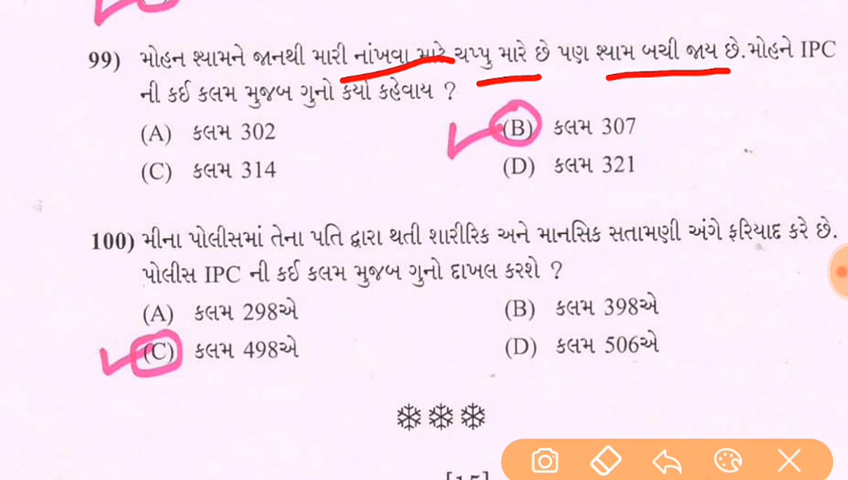 99) મોહન શ્યામને જાનથી મારી નાંખવા માટે ચપ્પુ મારે છે પણ શ્યામ બચી જાય છે. મોહને IPC
ની કઈ કલમ મુજબ ગુનો કર્યો કહેવાય ?
(A) કલમ 302 (B) કલમ 307
(C) કલમ 314 (D) કલમ 321
100) મીના પોલીસમાં તેના પતિ દ્વારા થતી શારીરિક અને માનસિક સતામણી અંગે ફરિયાદ કરે છે.
પોલીસ IPC ની કઈ કલમ મુજબ ગુનો દાખલ કરશે ?
(A) કલમ 298એ (B) કલમ 398એ
(C) કલમ 498એ (D) કલમ 506એ